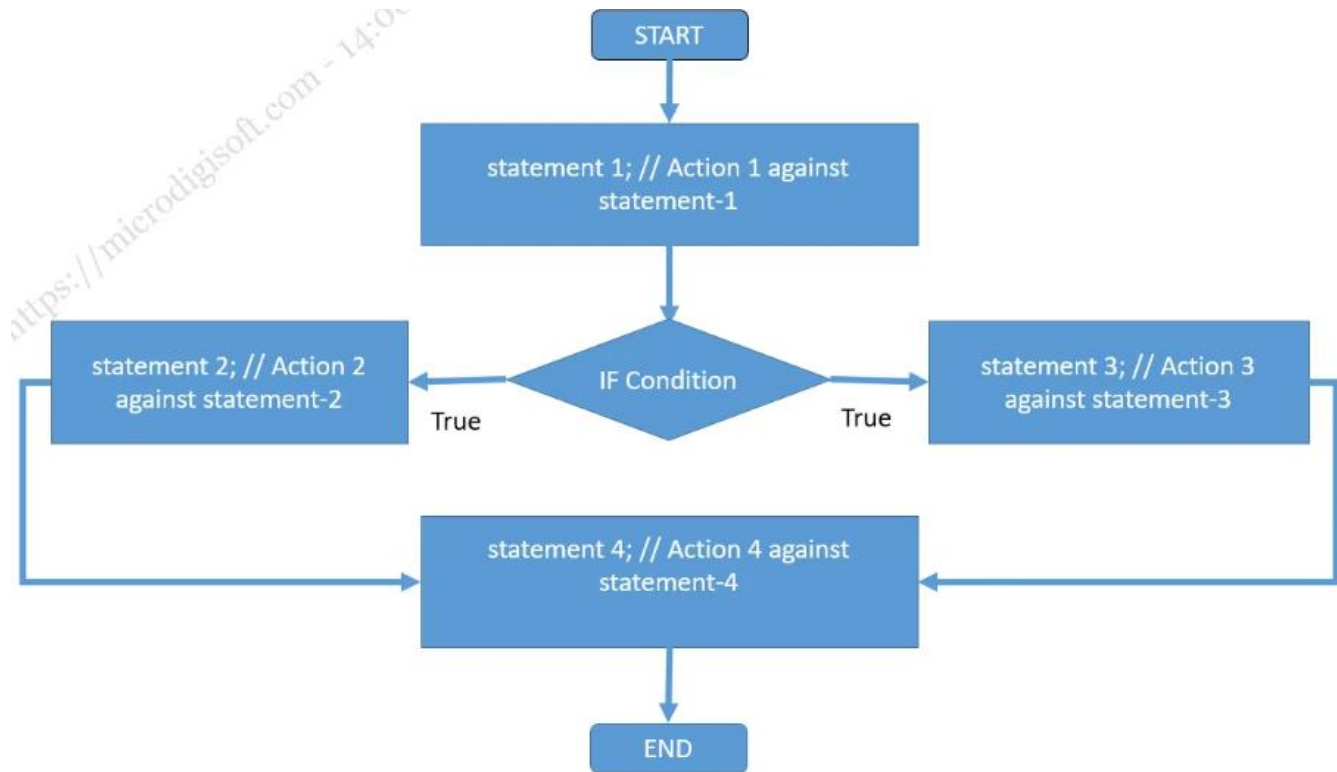 https://microdigisoft.com - 14:0
START
statement 1; // Action 1 against
statement-1
statement 2; // Action 2
against statement-2
IF Condition
statement 3; // Action 3
against statement-3
True
True
statement 4; // Action 4 against
statement-4
END